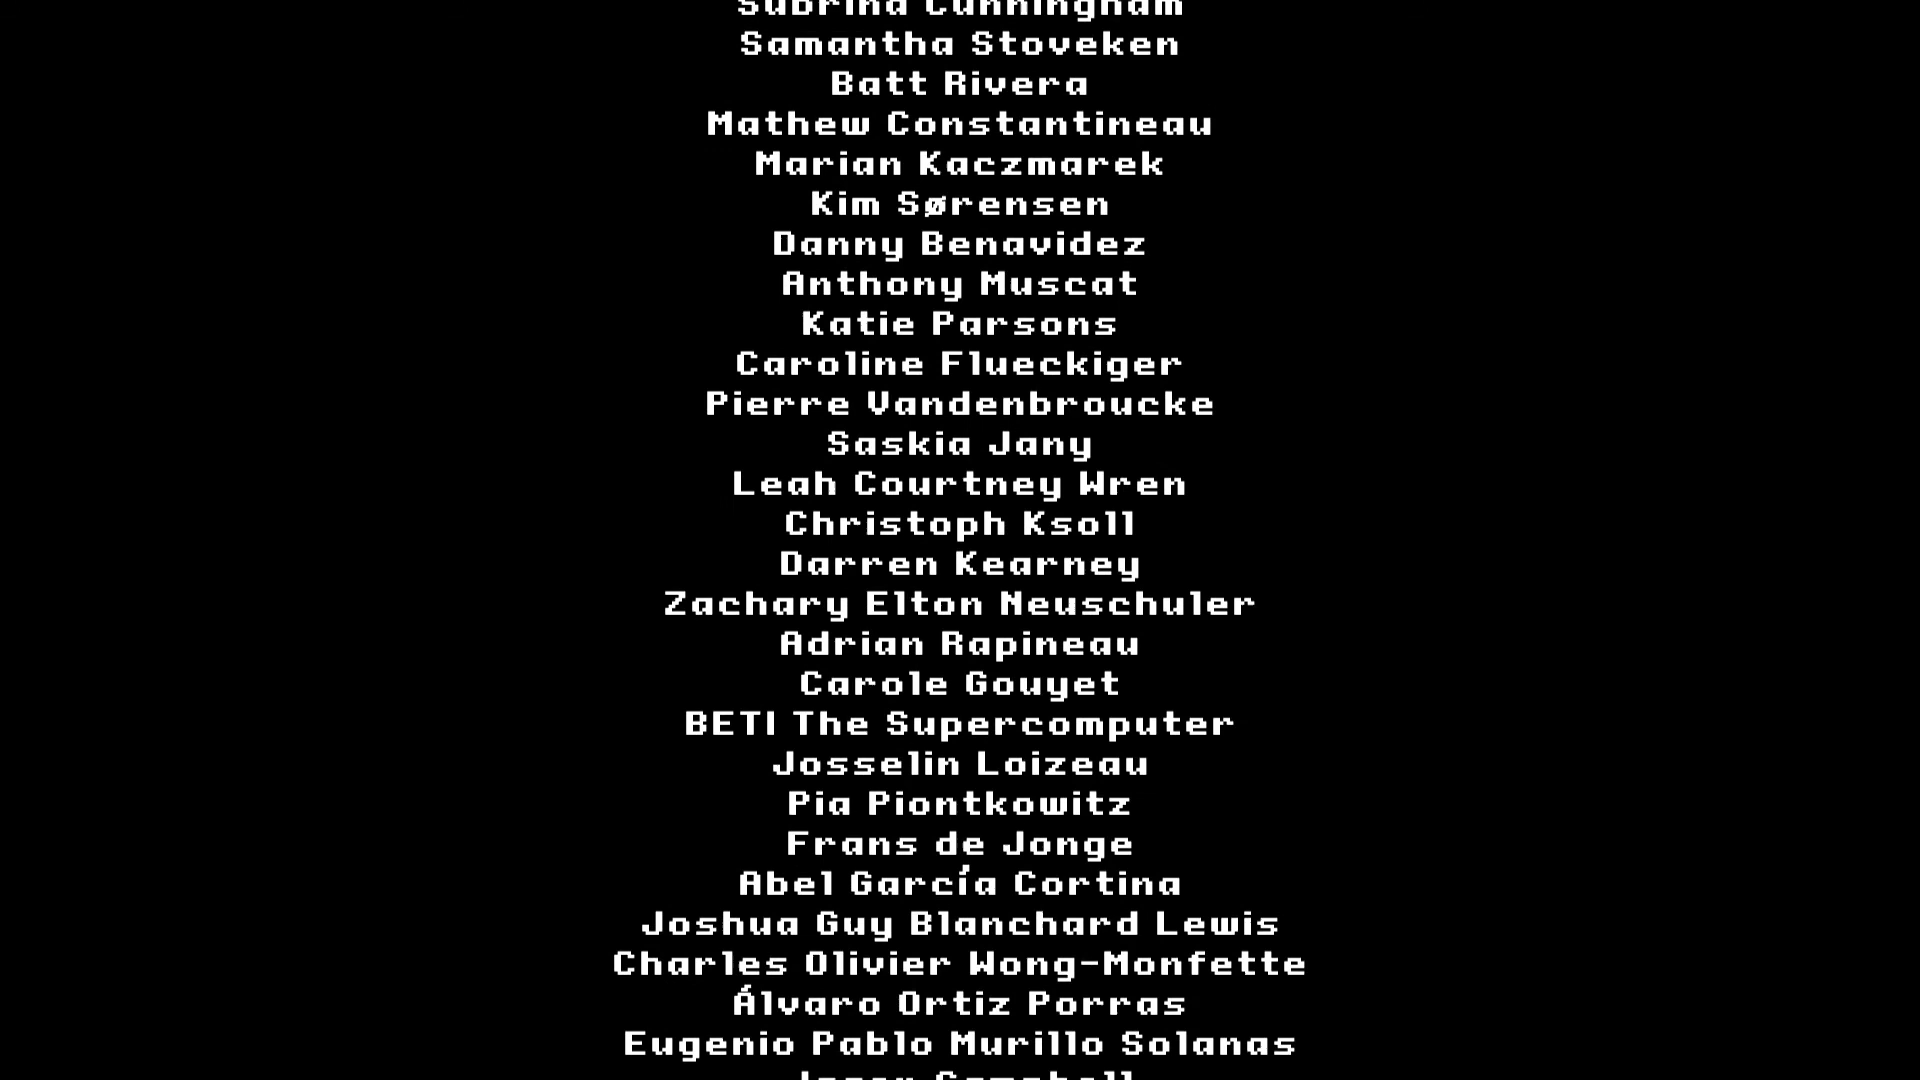 Sabrina Cunningham
Samantha Stoveken
Batt Rivera
Mathew Constantineau
Marian Kaczmarek
Kim Sørensen
Danny Benavidez
Anthony Muscat
Katie Parsons
Caroline Flueckiger
Pierre Vandenbroucke
Saskia Jany
Leah Courtney Wren
Christoph Ksoll
Darren Kearney
Zachary Elton Neuschuler
Adrian Rapineau
Carole Gouyet
BETI The Supercomputer
Josselin Loizeau
Pia Piontkowitz
Frans de Jonge
Abel García Cortina
Joshua Guy Blanchard Lewis
Charles Olivier Wong-Monfette
Álvaro Ortiz Porras
Eugenio Pablo Murillo Solanas